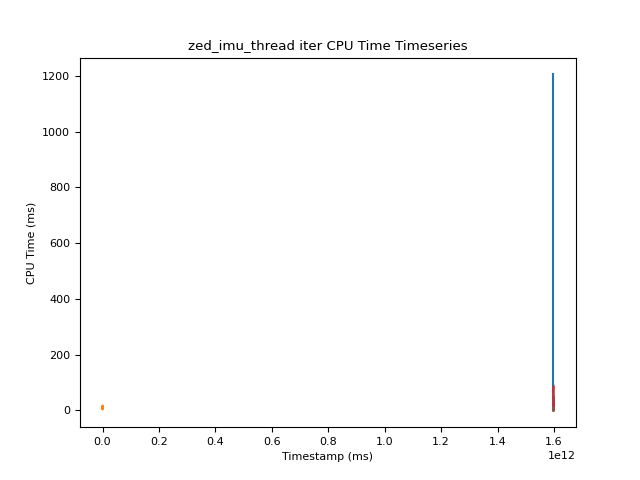 zed_imu_thread iter CPU Time Timeseries
1200
1000
800
600
400
200
0
CPU Time (ms)
0.0 0.2 0.4 0.6 0.8 1.0 1.2 1.4 1.6
1e12
Timestamp (ms)